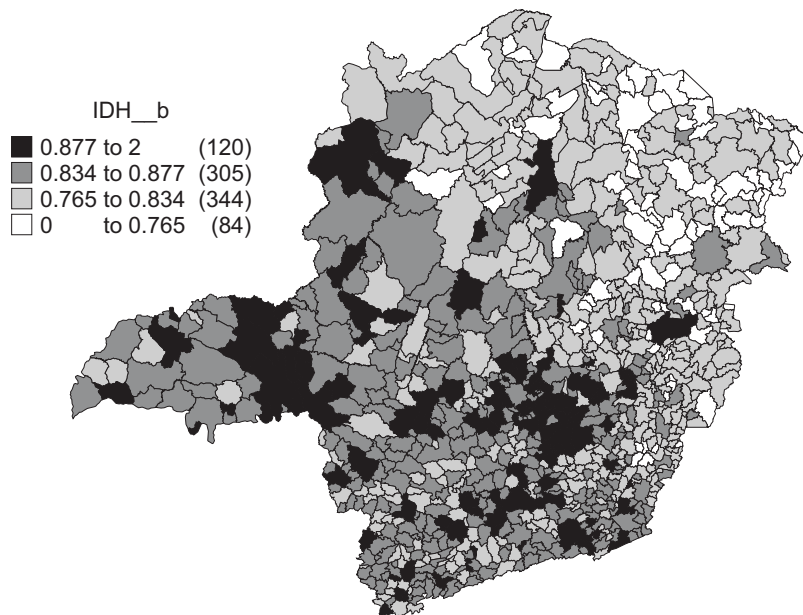 IDH__b
0.877 to 2 (120)
0.834 to 0.877 (305)
0.765 to 0.834 (344)
0 to 0.765 (84)